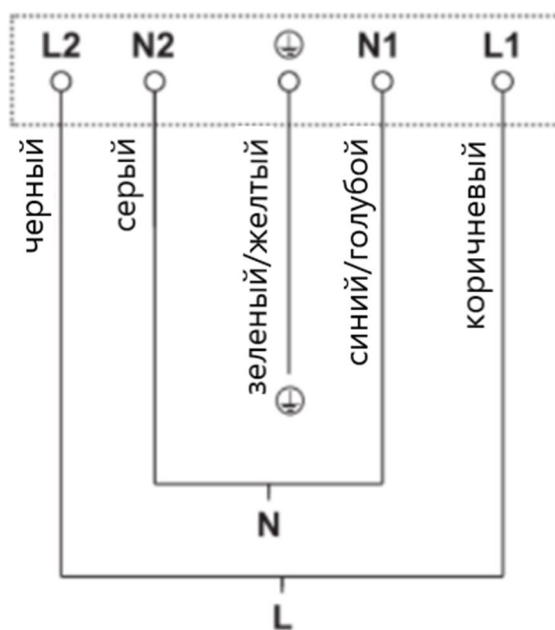 L2 N2 N1 L1
черный
серый
зеленый/желтый
синий/голубой
коричневый
N
L